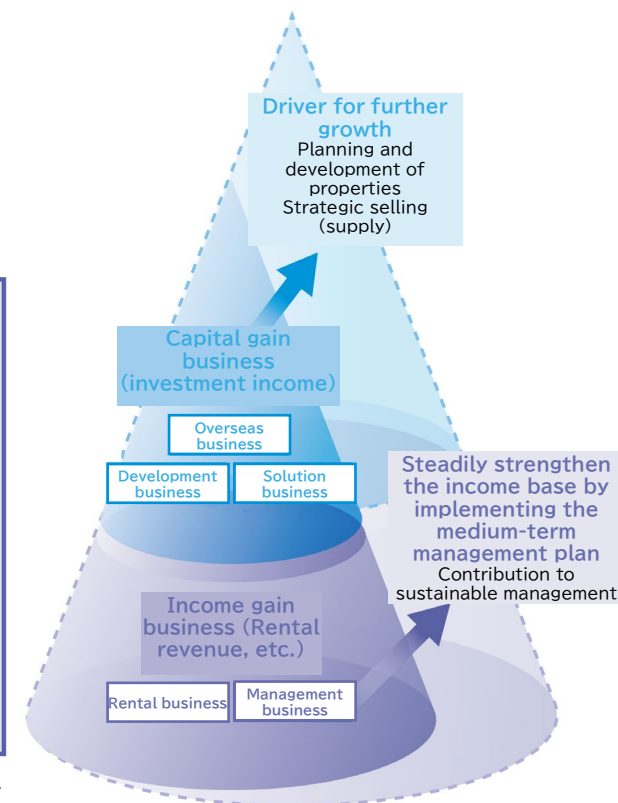 Driver for further
growth
Planning and
development of
properties
Strategic selling
(supply)
Capital gain
business
(investment income)
Overseas
business
Development
business
Solution
business
Steadily strengthen
the income base by
implementing the
medium-term
management plan
Contribution to
sustainable management
Income gain
business (Rental
revenue, etc.)
Rental business
Management
business